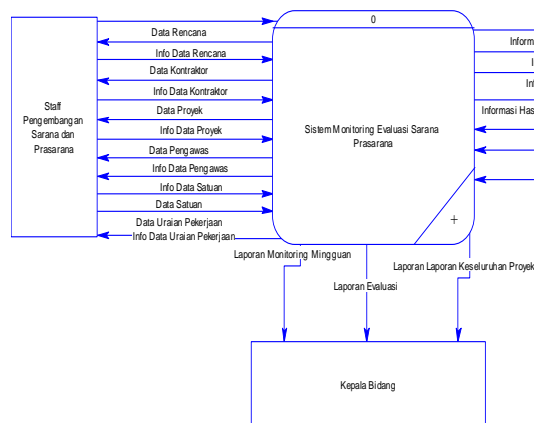 0
Data Rencana
Info Data Rencana
Data Kontraktor
Info Data Kontraktor
Data Proyek
Info Data Proyek
Data Pengawas
Info Data Pengawas
Info Data Satuan
Data Satuan
Data Uraian Pekerjaan
Info Data Uraian Pekerjaan
Staff
Pengembangan
Sarana dan
Prasarana
Sistem Monitoring Evaluasi Sarana
Prasarana
+
Informasi Has
Laporan Monitoring Mingguan
Laporan Evaluasi
Laporan Laporan Keseluruhan Proyek
Kepala Bidang